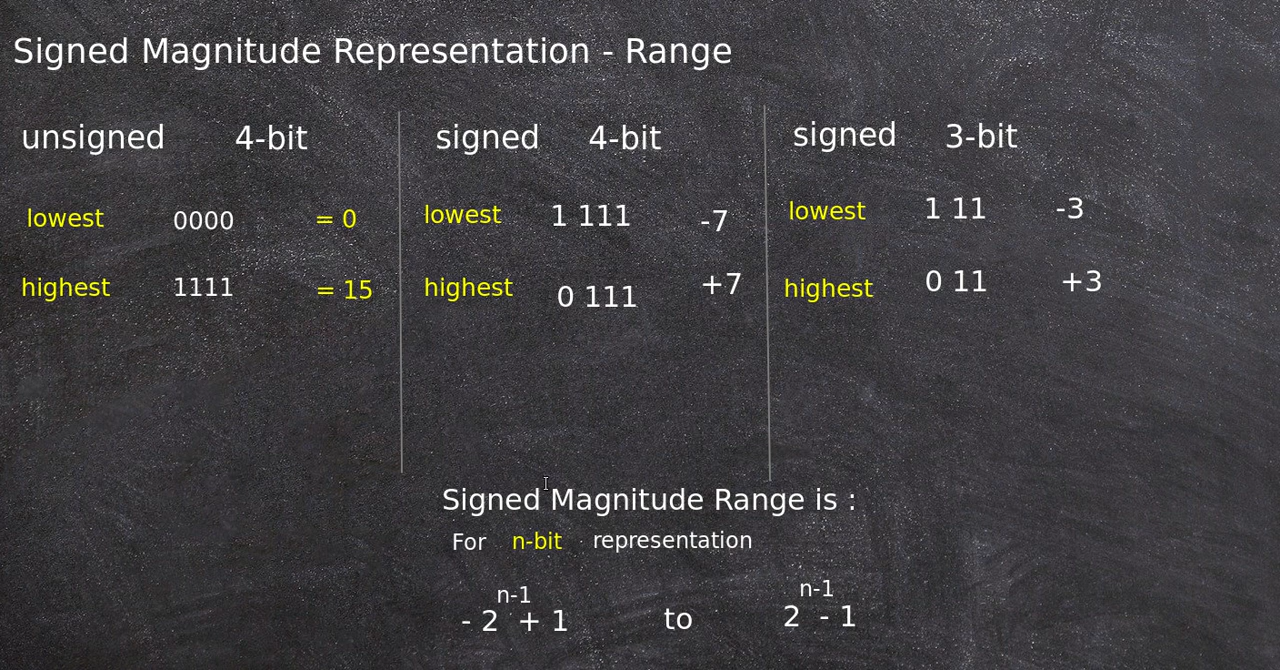 Signed Magnitude Representation - Range
unsigned 4-bit
lowest 0000 = 0
highest 1111 = 15
signed 4-bit
lowest 1 111 -7
highest 0 111 +7
signed 3-bit
lowest 1 11 -3
highest 0 11 +3
Signed Magnitude Range is :
For n-bit representation
n-1 n-1
- 2 + 1 to 2 - 1